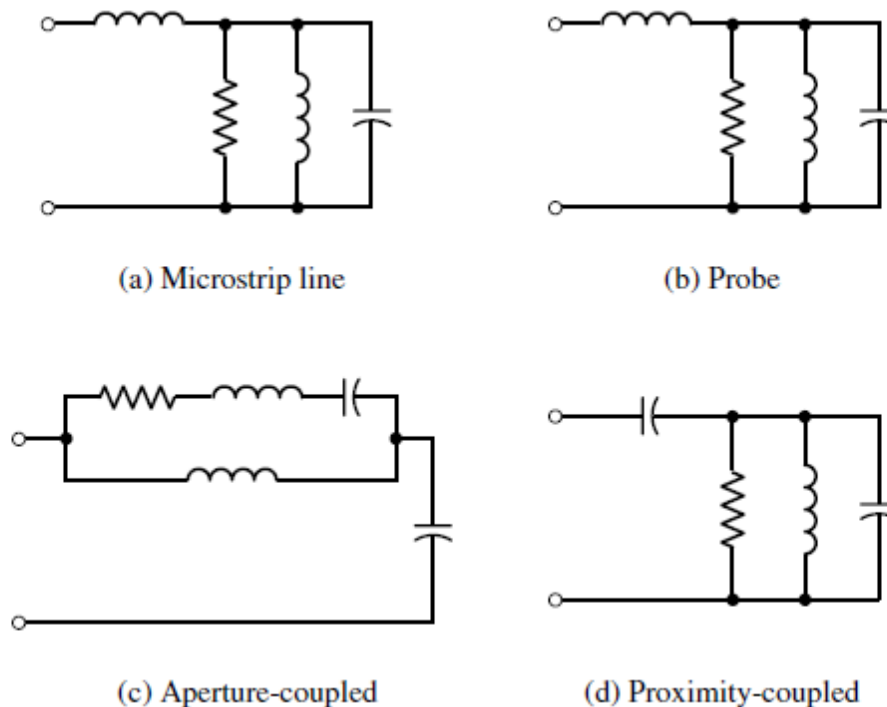 (a) Microstrip line
(b) Probe
(c) Aperture-coupled
(d) Proximity-coupled